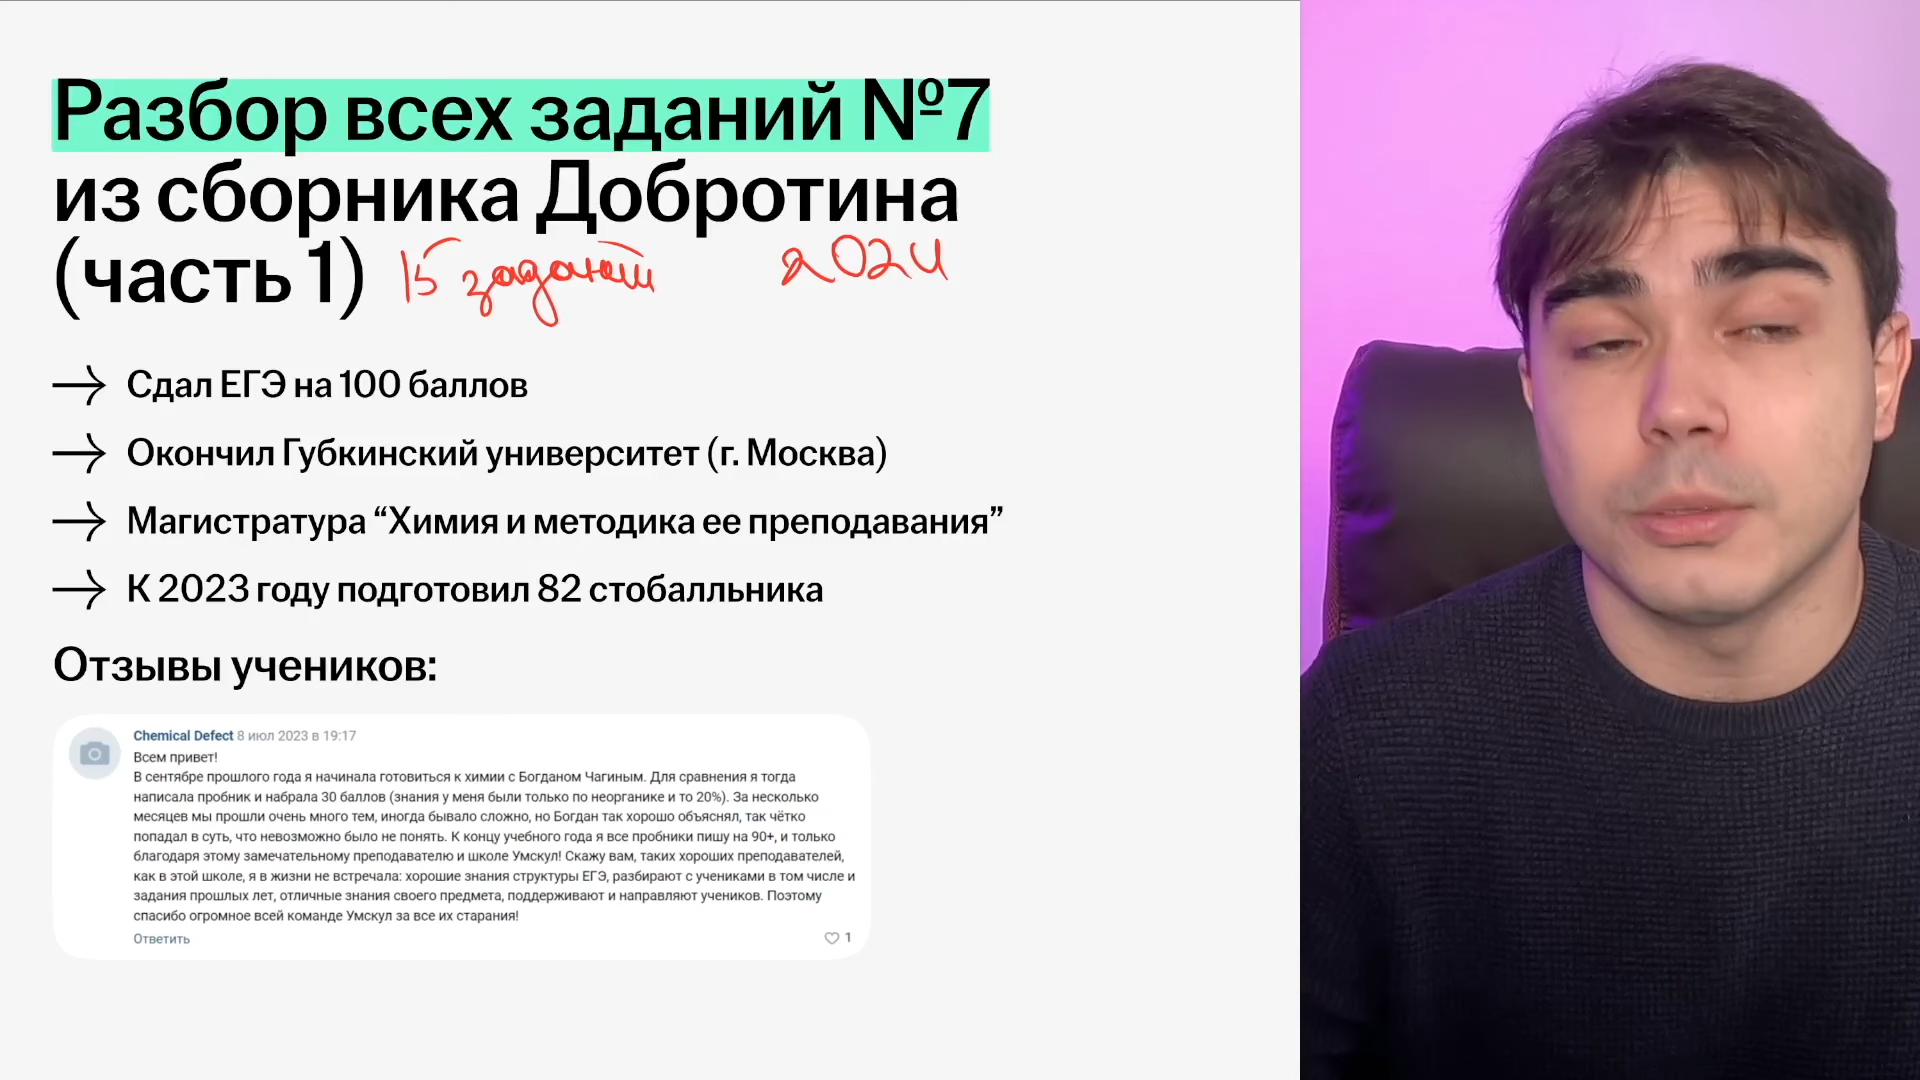 Разбор всех заданий №7
из сборника Добротина
(часть 1) 15 заданий 2024
Сдал ЕГЭ на 100 баллов
Окончил Губкинский университет (г. Москва)
Магистратура “Химия и методика ее преподавания”
К 2023 году подготовил 82 стобалльника
Отзывы учеников:
Chemical Defect 8 июл 2023 в 19:17
Всем привет!
В сентябре прошлого года я начинала готовиться к химии с Богданом Чагиным. Для сравнения я тогда
написала пробник и набрала 30 баллов (знания у меня были только по неорганике и то 20%). За несколько
месяцев мы прошли очень много тем, иногда бывало сложно, но Богдан так хорошо объяснял, так чётко
попадал в суть, что невозможно было не понять. К концу учебного года я все пробники пишу на 90+, и только
благодаря этому замечательному преподавателю и школе Умскул! Скажу вам, таких хороших преподавателей,
как в этой школе, я в жизни не встречала: хорошие знания структуры ЕГЭ, разбирают с учениками в том числе и
задания прошлых лет, отличные знания своего предмета, поддерживают и направляют учеников. Поэтому
спасибо огромное всей команде Умскул за все их старания!
Ответить 1